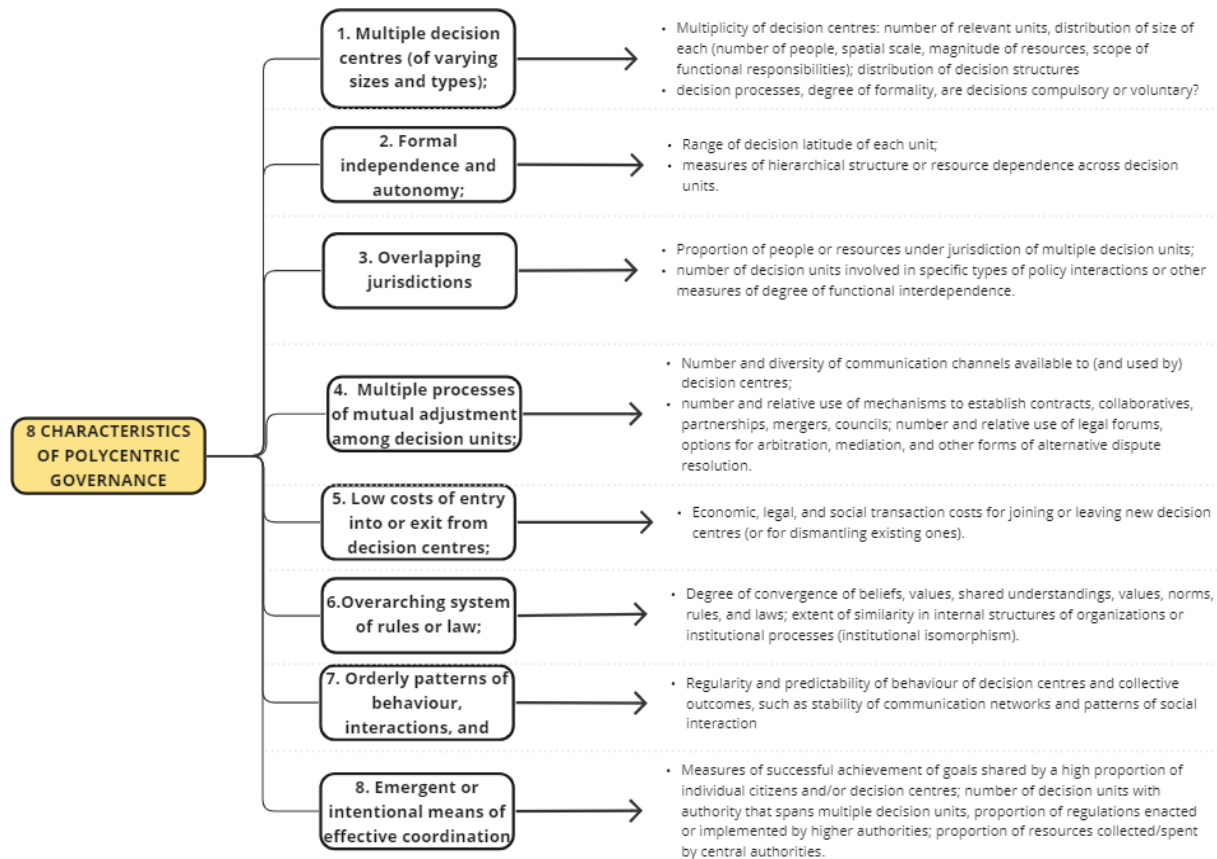 8 CHARACTERISTICS
OF POLYCENTRIC
GOVERNANCE
1. Multiple decision
centres (of varying
sizes and types);
• Multiplicity of decision centres: number of relevant units, distribution of size of
each (number of people, spatial scale, magnitude of resources, scope of
functional responsibilities); distribution of decision structures
• decision processes, degree of formality, are decisions compulsory or voluntary?
2. Formal
independence and
autonomy;
• Range of decision latitude of each unit;
• measures of hierarchical structure or resource dependence across decision
units.
3. Overlapping
jurisdictions
• Proportion of people or resources under jurisdiction of multiple decision units;
• number of decision units involved in specific types of policy interactions or other
measures of degree of functional interdependence.
4. Multiple processes
of mutual adjustment
among decision units;
• Number and diversity of communication channels available to (and used by)
decision centres;
• number and relative use of mechanisms to establish contracts, collaboratives,
partnerships, mergers, councils; number and relative use of legal forums,
options for arbitration, mediation, and other forms of alternative dispute
resolution.
5. Low costs of entry
into or exit from
decision centres;
• Economic, legal, and social transaction costs for joining or leaving new decision
centres (or for dismantling existing ones).
6.Overarching system
of rules or law;
• Degree of convergence of beliefs, values, shared understandings, values, norms,
rules, and laws; extent of similarity in internal structures of organizations or
institutional processes (institutional isomorphism).
7. Orderly patterns of
behaviour,
interactions, and
• Regularity and predictability of behaviour of decision centres and collective
outcomes, such as stability of communication networks and patterns of social
interaction
8. Emergent or
intentional means of
effective coordination
• Measures of successful achievement of goals shared by a high proportion of
individual citizens and/or decision centres; number of decision units with
authority that spans multiple decision units, proportion of regulations enacted
or implemented by higher authorities; proportion of resources collected/spent
by central authorities.